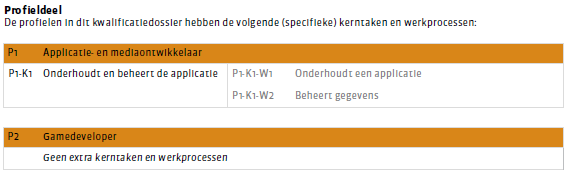 Profieldeel
De profielen in dit kwalificatiedossier hebben de volgende (specifieke) kerntaken en werkprocessen:
P1 Applicatie- en mediaontwikkelaar
P1-K1 Onderhoudt en beheert de applicatie P1-K1-W1 Onderhoudt een applicatie
P1-K1-W2 Beheert gegevens
P2 Gamedeveloper
Geen extra kerntaken en werkprocessen